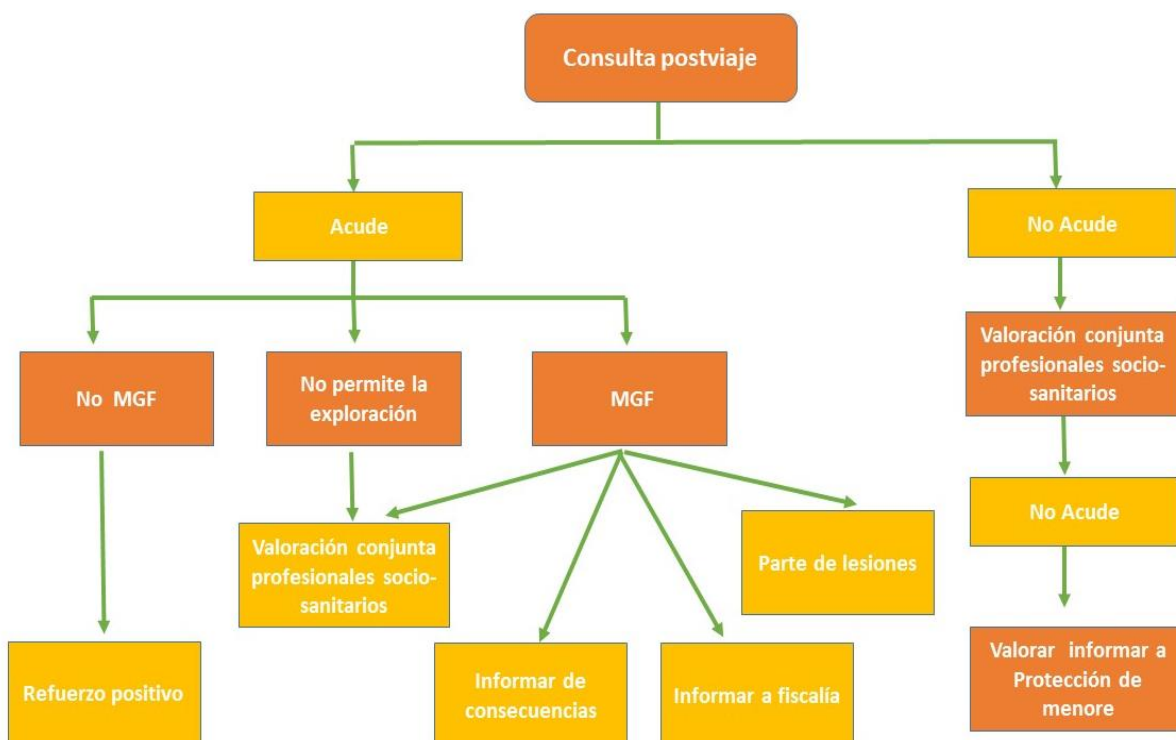 Consulta postviaje
Acude
No Acude
No MGF
No permite la
exploración
MGF
Valoración conjunta
profesionales socio-
sanitarios
Valoración conjunta
profesionales socio-
sanitarios
Parte de lesiones
No Acude
Refuerzo positivo
Informar de
consecuencias
Informar a fiscalía
Valorar informar a
Protección de
menore